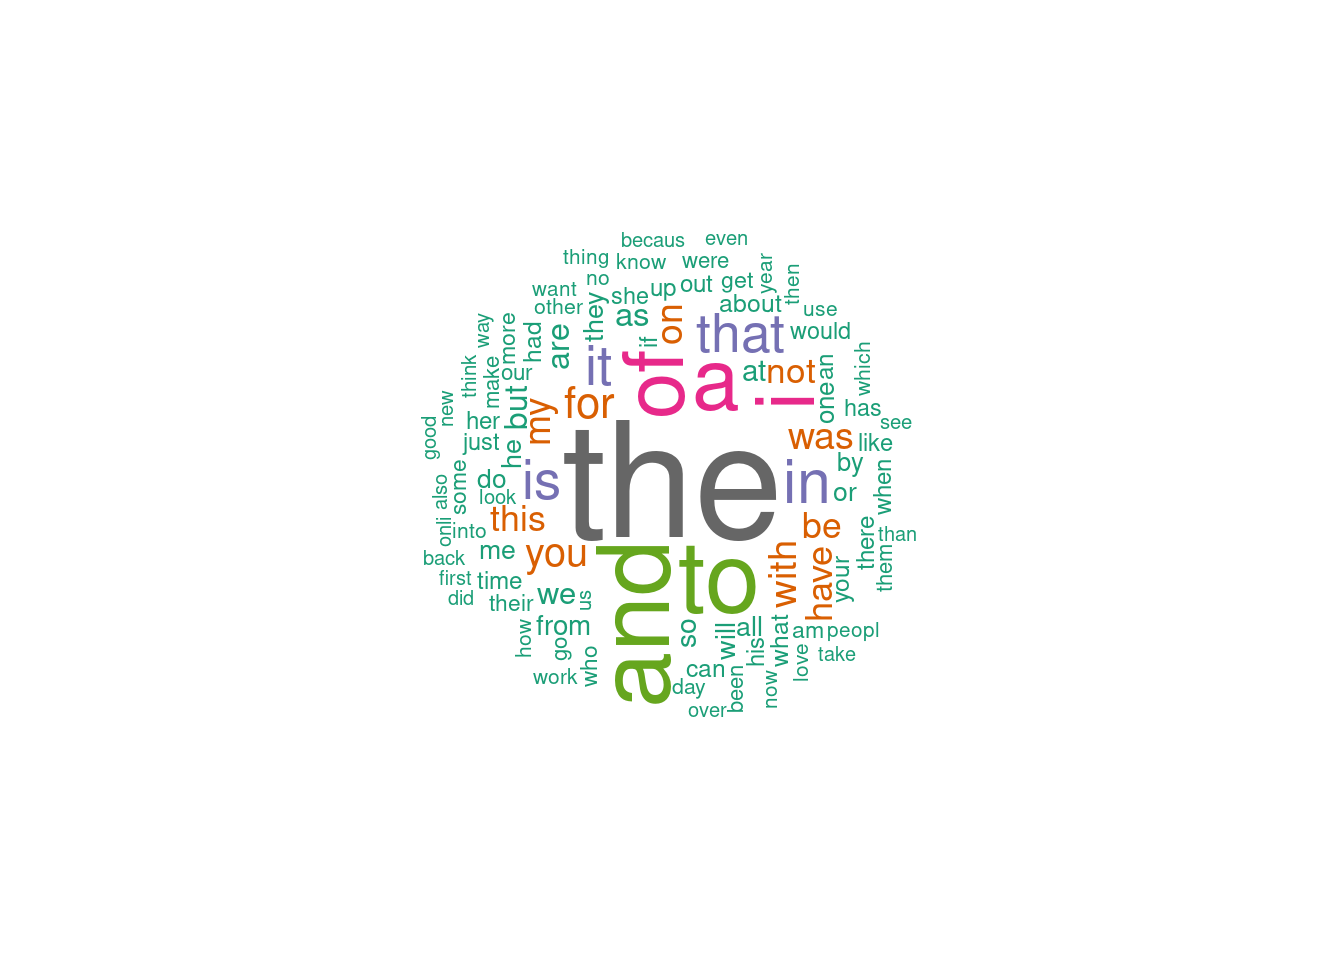 becaus
even
thing
know
were
year
then
no
want
she
up
out
get
about
use
other
they
as
on
that
would
way
more
had
are
if
it
of
a
at
not
i
an
which
think
make
our
one
has
see
new
but
my
for
good
her
just
he
the
was
like
by
in
when
or
also
some
do
look
is
this
be
onli
into
back
me
you
and
to
with
have
there
than
them
your
first
time
did
their
we
us
how
from
go
who
work
so
will
all
his
what
am
peopl
love
take
can
day
been
now
over